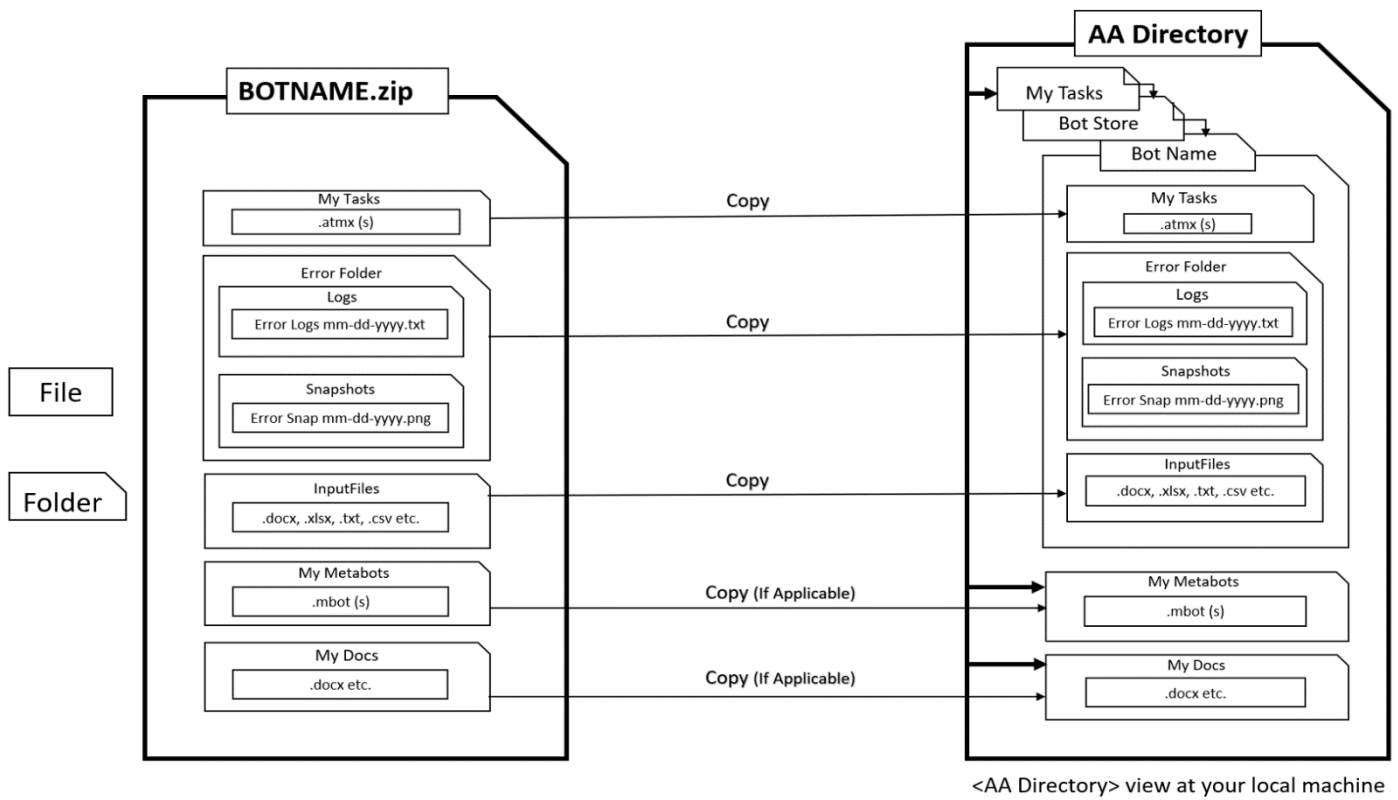 BOTNAME.zip
My Tasks
.atmx (s)
Error Folder
Logs
Error Logs mm-dd-yyyy.txt
Snapshots
Error Snap mm-dd-yyyy.png
InputFiles
.docx, .xlsx, .txt, .csv etc.
My Metabots
.mbot (s)
My Docs
.docx etc.
File
Folder
Copy
Copy
Copy
Copy (If Applicable)
Copy (If Applicable)
AA Directory
My Tasks
Bot Store
Bot Name
My Tasks
.atmx (s)
Error Folder
Logs
Error Logs mm-dd-yyyy.txt
Snapshots
Error Snap mm-dd-yyyy.png
InputFiles
.docx, .xlsx, .txt, .csv etc.
My Metabots
.mbot (s)
My Docs
.docx etc.
<AA Directory> view at your local machine